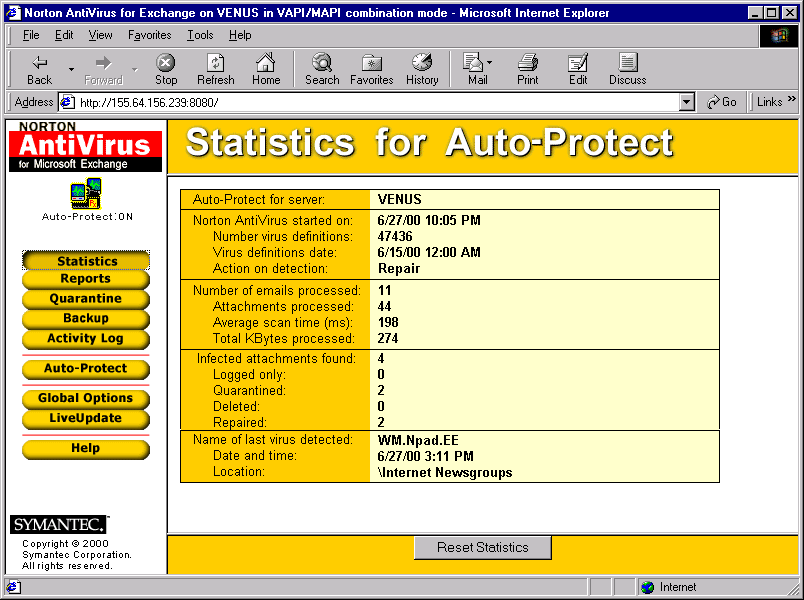 Norton AntiVirus for Exchange on VENUS in VAPI/MAPI combination mode - Microsoft Internet Explorer
File Edit View Favorites Tools Help
Back Forward Stop Refresh Home Search Favorites History Mail Print Edit Discuss
Address http://155.64.156.239:8080/ Go Links »
NORTON
AntiVirus
for Microsoft Exchange
Statistics for Auto-Protect
Auto-Protect:ON
Statistics
Reports
Quarantine
Backup
Activity Log
Auto-Protect
Global Options
LiveUpdate
Help
Auto-Protect for server: VENUS
Norton AntiVirus started on: 6/27/00 10:05 PM
Number virus definitions: 47436
Virus definitions date: 6/15/00 12:00 AM
Action on detection: Repair
Number of emails processed: 11
Attachments processed: 44
Average scan time (ms): 198
Total KBytes processed: 274
Infected attachments found: 4
Logged only: 0
Quarantined: 2
Deleted: 0
Repaired: 2
Name of last virus detected: WM.Npad.EE
Date and time: 6/27/00 3:11 PM
Location: \Internet Newsgroups
SYMANTEC.
Copyright © 2000
Symantec Corporation.
All rights reserved.
Reset Statistics
Internet